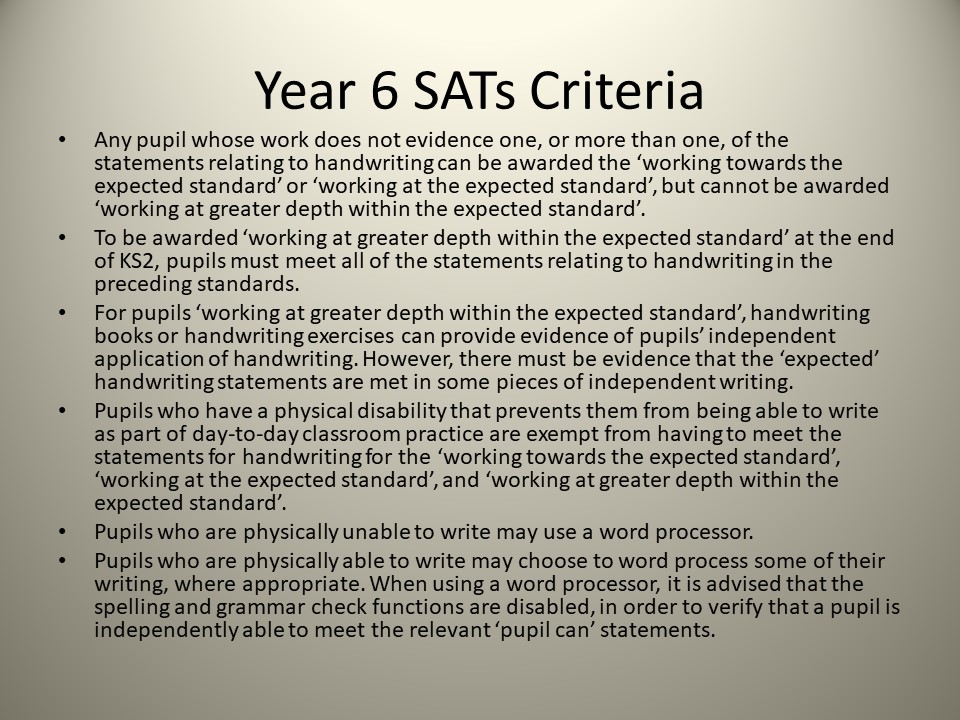 Year 6 SATs Criteria
• Any pupil whose work does not evidence one, or more than one, of the
statements relating to handwriting can be awarded the ‘working towards the
expected standard’ or ‘working at the expected standard’, but cannot be awarded
‘working at greater depth within the expected standard’.
• To be awarded ‘working at greater depth within the expected standard’ at the end
of KS2, pupils must meet all of the statements relating to handwriting in the
preceding standards.
• For pupils ‘working at greater depth within the expected standard’, handwriting
books or handwriting exercises can provide evidence of pupils’ independent
application of handwriting. However, there must be evidence that the ‘expected’
handwriting statements are met in some pieces of independent writing.
• Pupils who have a physical disability that prevents them from being able to write
as part of day-to-day classroom practice are exempt from having to meet the
statements for handwriting for the ‘working towards the expected standard’,
‘working at the expected standard’, and ‘working at greater depth within the
expected standard’.
• Pupils who are physically unable to write may use a word processor.
• Pupils who are physically able to write may choose to word process some of their
writing, where appropriate. When using a word processor, it is advised that the
spelling and grammar check functions are disabled, in order to verify that a pupil is
independently able to meet the relevant ‘pupil can’ statements.